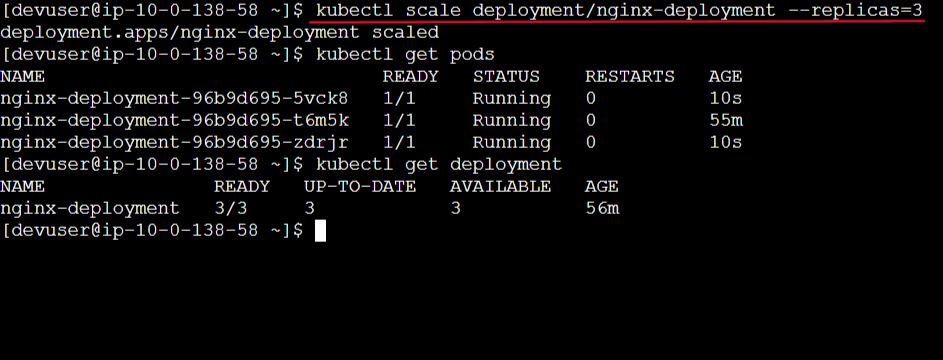 [devuser@ip-10-0-138-58 ~]$ kubectl scale deployment/nginx-deployment --replicas=3
deployment.apps/nginx-deployment scaled
[devuser@ip-10-0-138-58 ~]$ kubectl get pods
NAME READY STATUS RESTARTS AGE
nginx-deployment-96b9d695-5vck8 1/1 Running 0 10s
nginx-deployment-96b9d695-t6m5k 1/1 Running 0 55m
nginx-deployment-96b9d695-zdrjr 1/1 Running 0 10s
[devuser@ip-10-0-138-58 ~]$ kubectl get deployment
NAME READY UP-TO-DATE AVAILABLE AGE
nginx-deployment 3/3 3 3 56m
[devuser@ip-10-0-138-58 ~]$